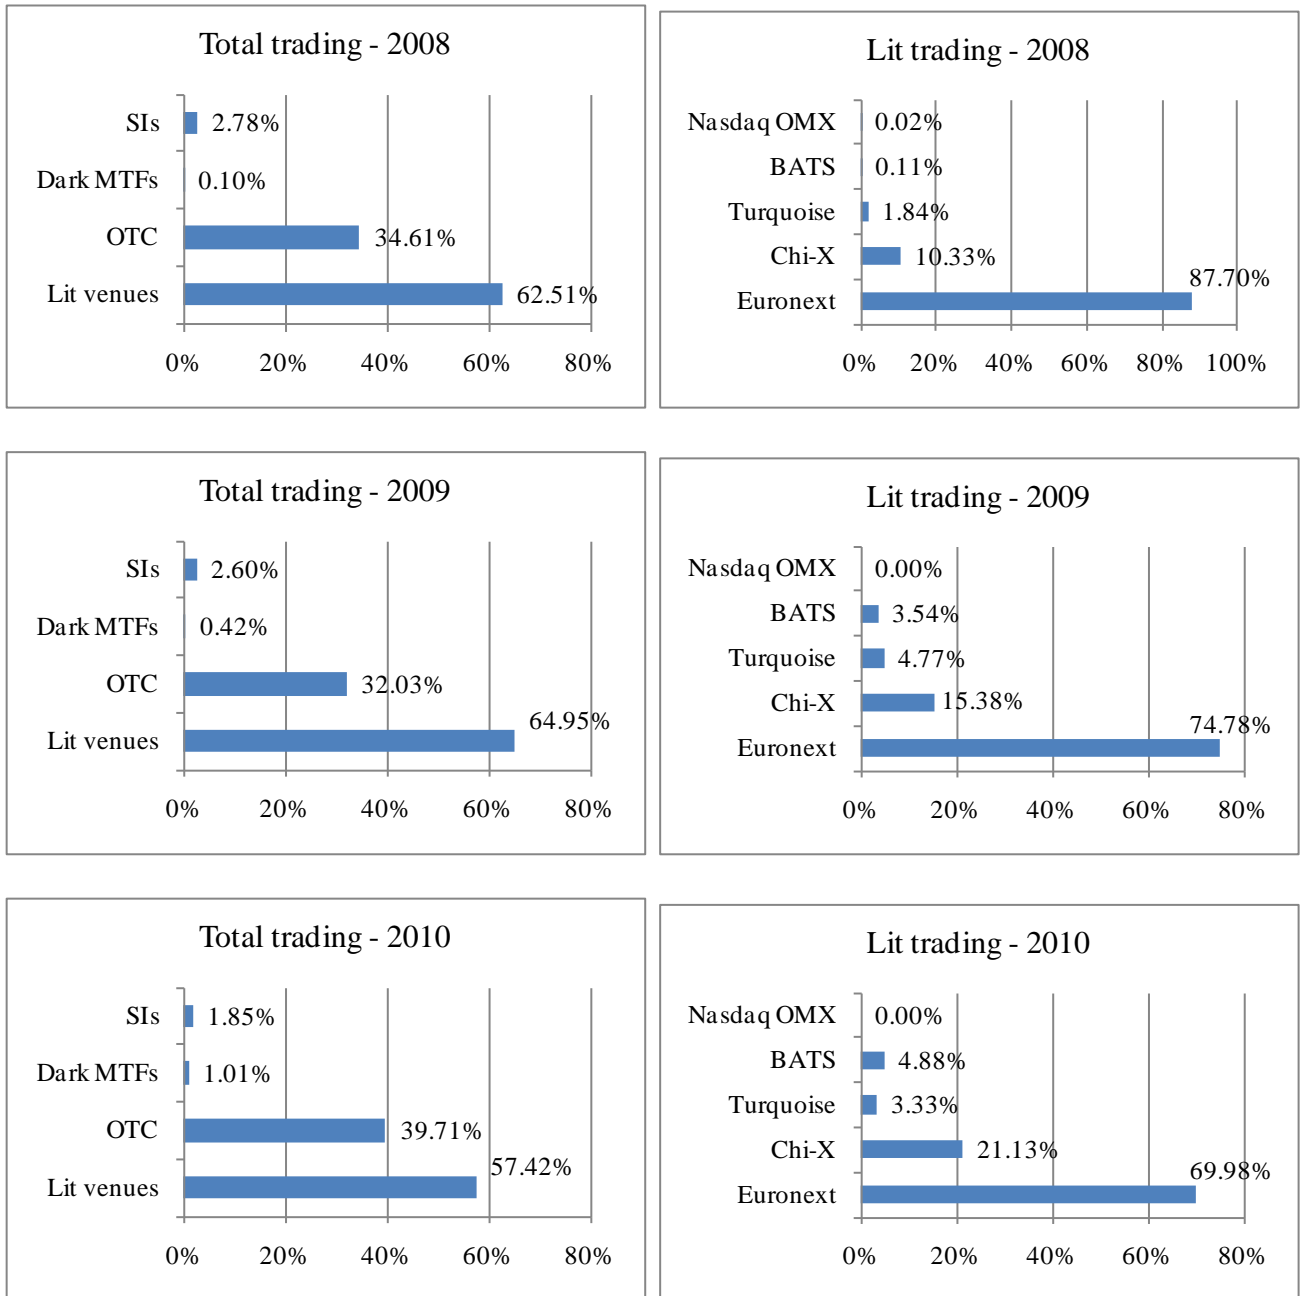 Total trading - 2008
SIs 2.78%
Dark MTFs 0.10%
OTC 34.61%
Lit venues 62.51%
0% 20% 40% 60% 80%
Lit trading - 2008
Nasdaq OMX 0.02%
BATS 0.11%
Turquoise 1.84%
Chi-X 10.33%
Euronext 87.70%
0% 20% 40% 60% 80% 100%
Total trading - 2009
SIs 2.60%
Dark MTFs 0.42%
OTC 32.03%
Lit venues 64.95%
0% 20% 40% 60% 80%
Lit trading - 2009
Nasdaq OMX 0.00%
BATS 3.54%
Turquoise 4.77%
Chi-X 15.38%
Euronext 74.78%
0% 20% 40% 60% 80%
Total trading - 2010
SIs 1.85%
Dark MTFs 1.01%
OTC 39.71%
Lit venues 57.42%
0% 20% 40% 60% 80%
Lit trading - 2010
Nasdaq OMX 0.00%
BATS 4.88%
Turquoise 3.33%
Chi-X 21.13%
Euronext 69.98%
0% 20% 40% 60% 80%